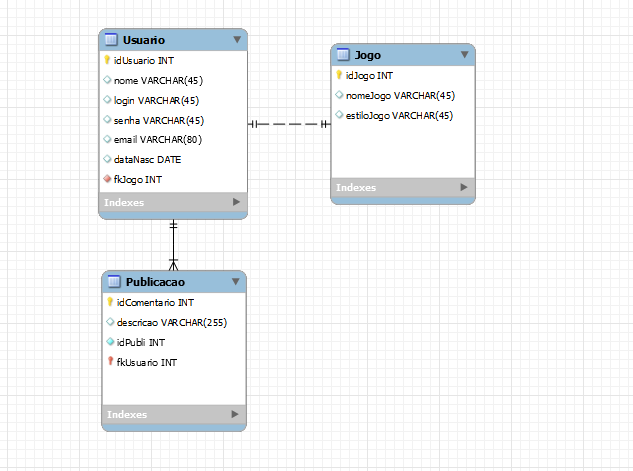 Usuario
idUsuario INT
nome VARCHAR(45)
login VARCHAR(45)
senha VARCHAR(45)
email VARCHAR(80)
dataNasc DATE
fkJogo INT
Indexes
Jogo
idJogo INT
nomeJogo VARCHAR(45)
estiloJogo VARCHAR(45)
Indexes
Publicacao
idComentario INT
descricao VARCHAR(255)
idPubli INT
fkUsuario INT
Indexes